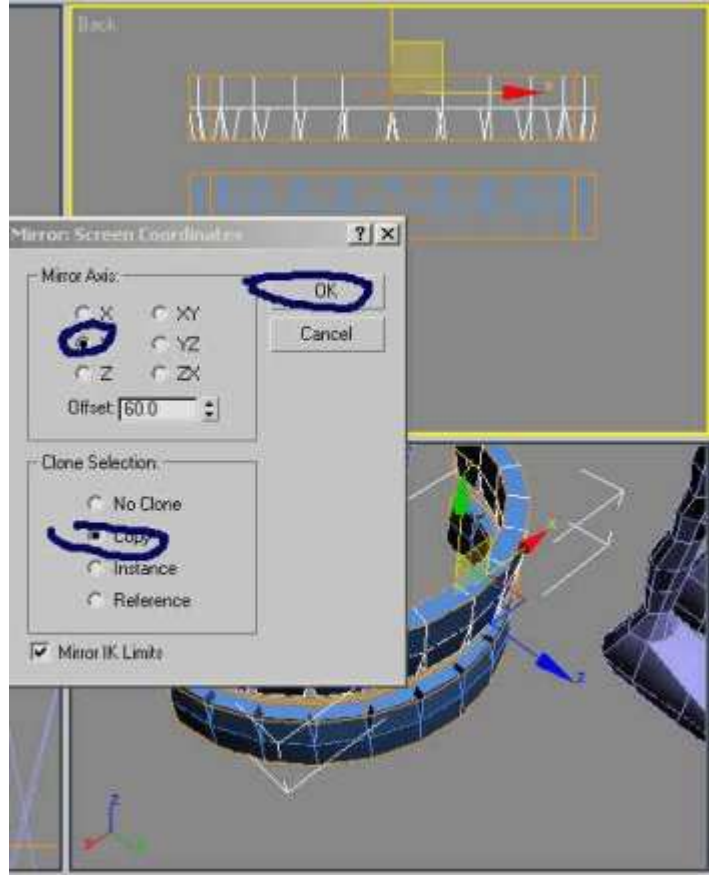 Back
x
Mirror: Screen Coordinates
? X
Mirror Axis:
X XY
YZ
Z ZX
Offset: 60.0
OK
Cancel
Clone Selection:
No Clone
Copy
Instance
Reference
Mirror IK Limits
x
z
z